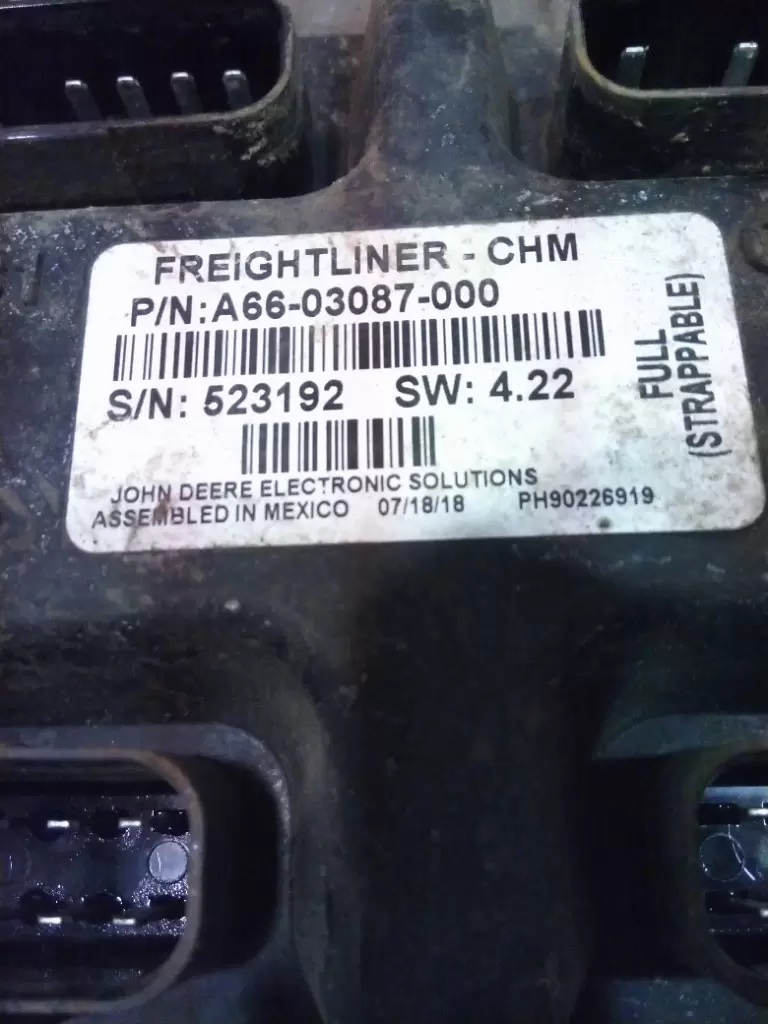 FREIGHTLINER - CHM
P/N: A66-03087-000
S/N: 523192 SW: 4.22
JOHN DEERE ELECTRONIC SOLUTIONS
ASSEMBLED IN MEXICO 07/18/18 PH90226919
FULL
(STRAPPABLE)